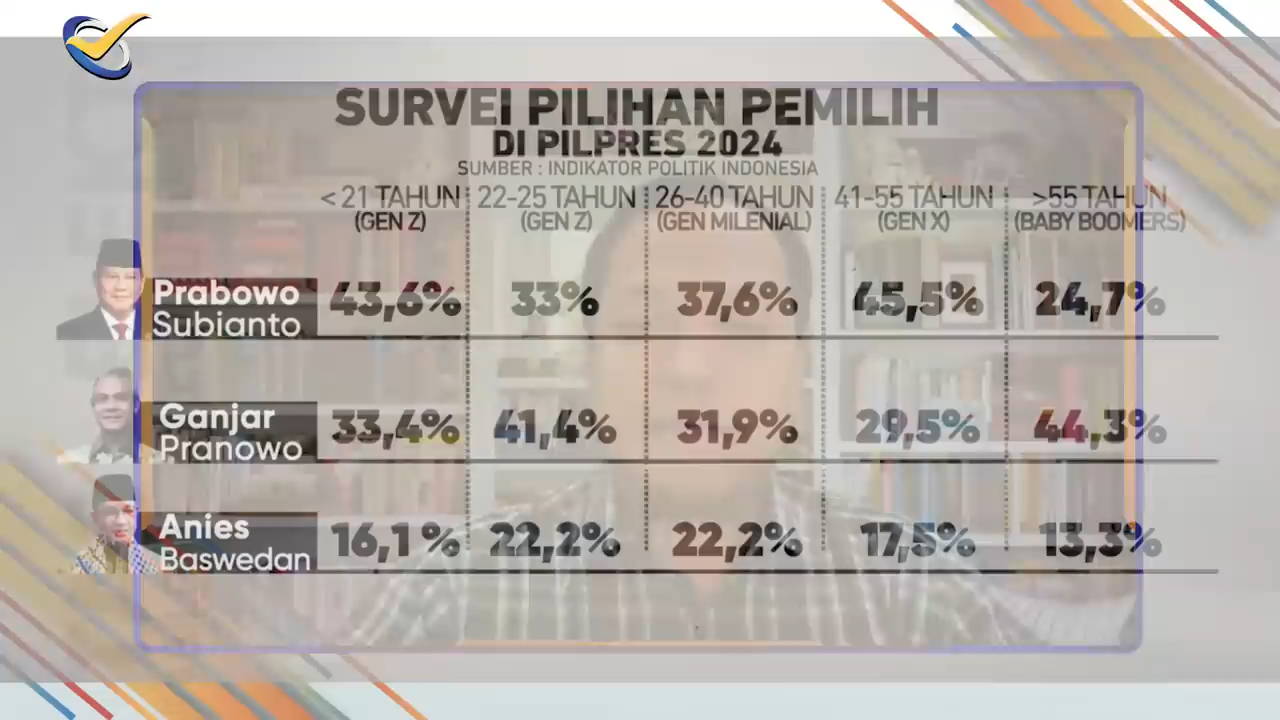 SURVEI PILIHAN PEMILIH
DI PILPRES 2024
SUMBER : INDIKATOR POLITIK INDONESIA
< 21 TAHUN 22-25 TAHUN 26-40 TAHUN 41-55 TAHUN >55 TAHUN
(GEN Z) (GEN Z) (GEN MILENIAL) (GEN X) (BABY BOOMERS)
Prabowo
Subianto
43,6% 33% 37,6% 45,5% 24,7%
Ganjar
Pranowo
33,4% 41,4% 31,9% 29,5% 44,3%
Anies
Baswedan
16,1% 22,2% 22,2% 17,5% 13,3%